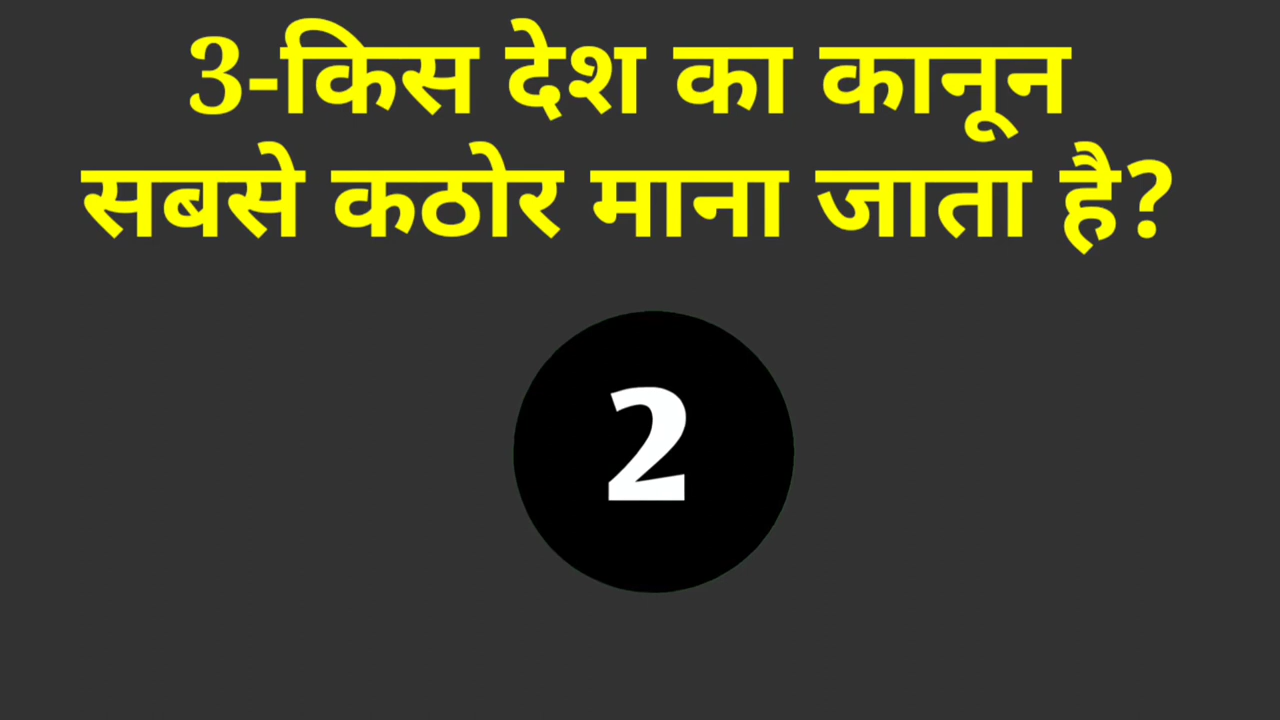 3-किस देश का कानून
सबसे कठोर माना जाता है?
2